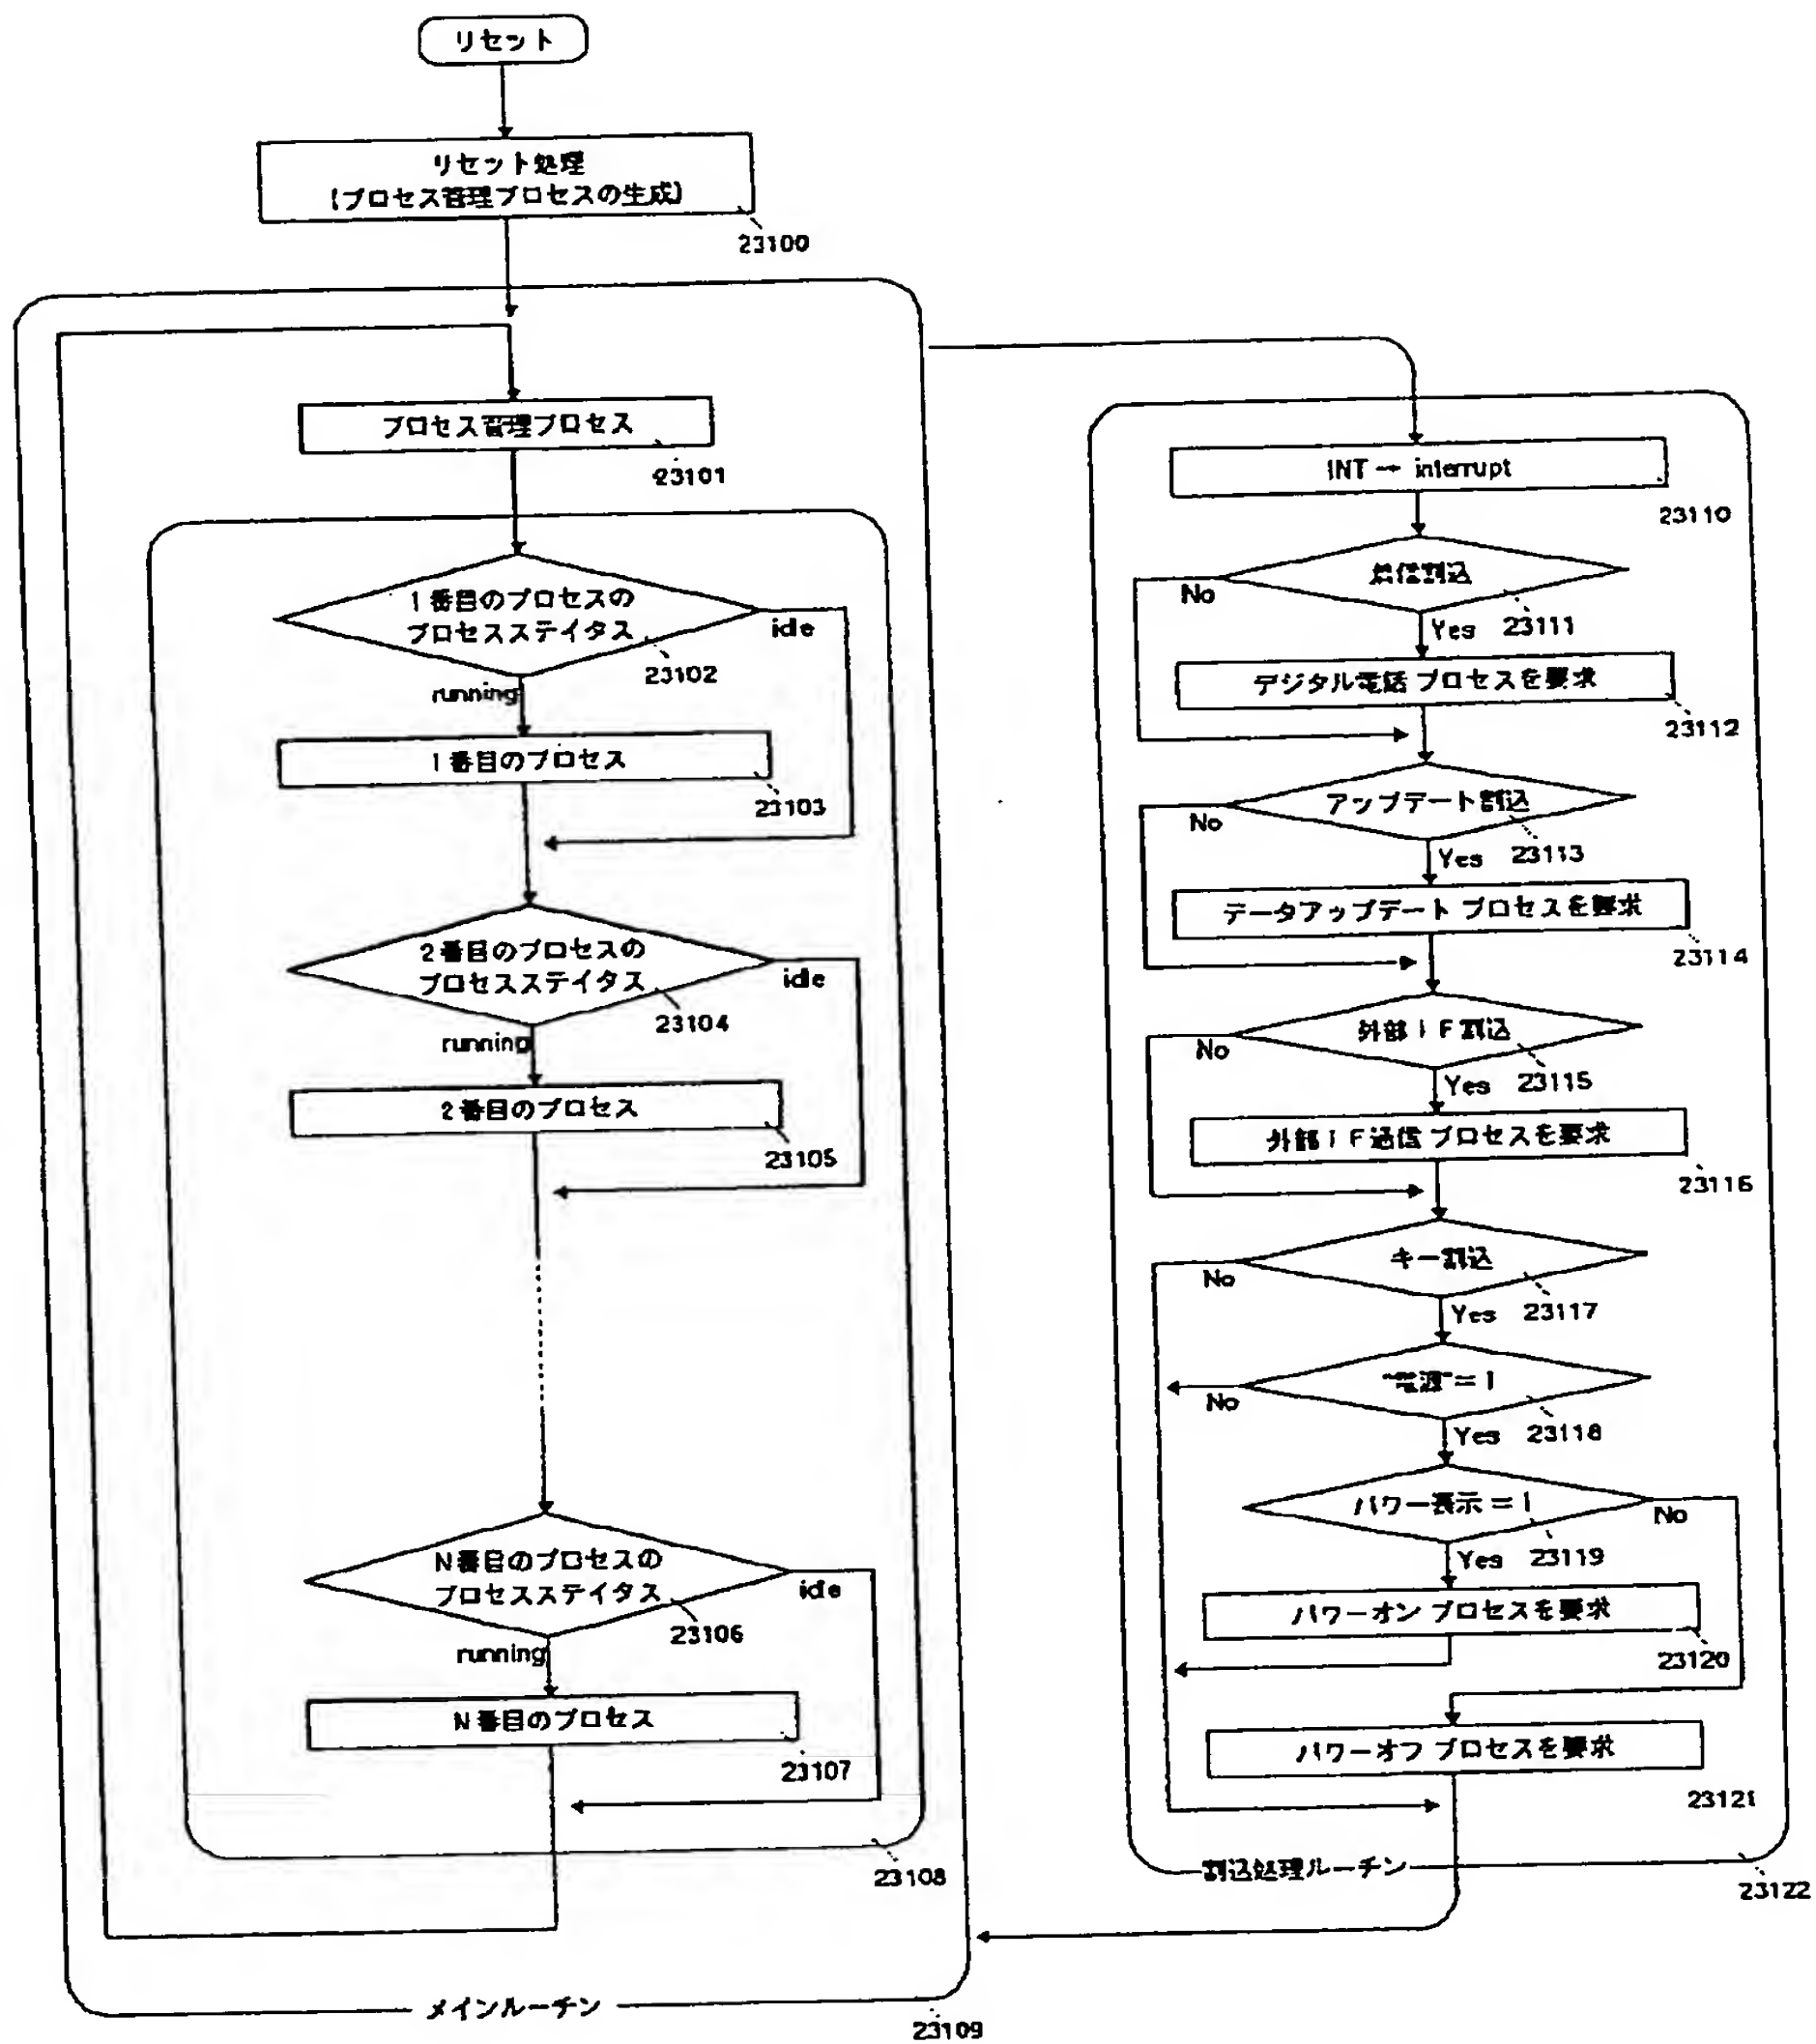 リセット
リセット処理
(プロセス管理プロセスの生成)
23100
プロセス管理プロセス
23101
1番目のプロセスの
プロセスステイタス
idle
23102
running
1番目のプロセス
23103
2番目のプロセスの
プロセスステイタス
idle
23104
running
2番目のプロセス
23105
N番目のプロセスの
プロセスステイタス
idle
23106
running
N番目のプロセス
23107
23108
メインルーチン
23109
INT → interrupt
23110
割込
No
Yes 23111
デジタル電話 プロセスを要求
23112
アップデート割込
No
Yes 23113
データアップデート プロセスを要求
23114
外部IF割込
No
Yes 23115
外部IF通信 プロセスを要求
23116
キー割込
No
Yes 23117
"電源"=1
No
Yes 23118
パワー表示=1
No
Yes 23119
パワーオン プロセスを要求
23120
パワーオフ プロセスを要求
23121
割込処理ルーチン
23122